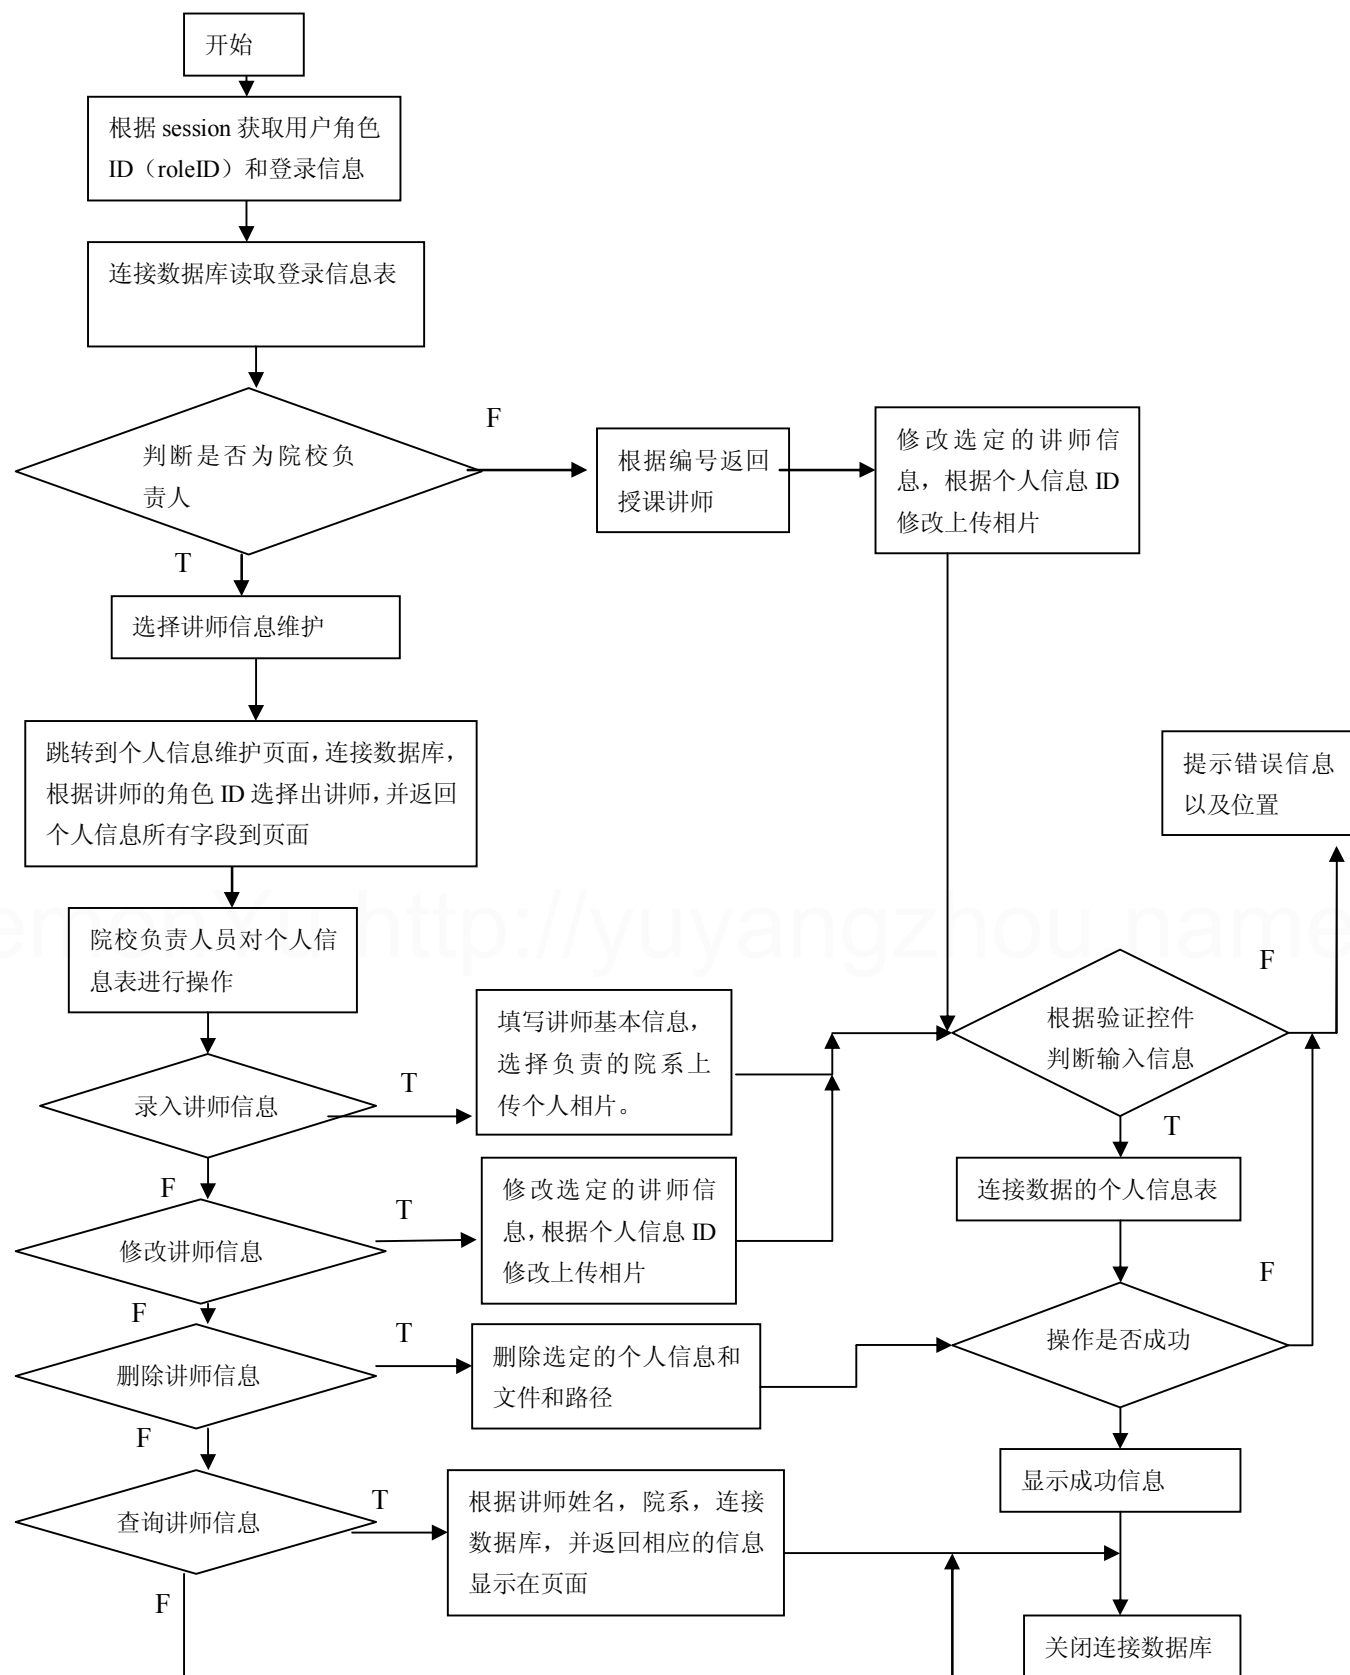 开始
根据 session 获取用户角色
ID（roleID）和登录信息
连接数据库读取登录信息表
判断是否为院校负
责人
F
根据编号返回
授课讲师
修改选定的讲师信
息，根据个人信息 ID
修改上传相片
T
选择讲师信息维护
跳转到个人信息维护页面，连接数据库，
根据讲师的角色 ID 选择出讲师，并返回
个人信息所有字段到页面
提示错误信息
以及位置
院校负责人员对个人信
息表进行操作
emonYu http://yuyangzhou.name
F
根据验证控件
判断输入信息
填写讲师基本信息，
选择负责的院系上
传个人相片。
T
录入讲师信息
T
连接数据的个人信息表
F
修改选定的讲师信
息，根据个人信息 ID
修改上传相片
T
修改讲师信息
F
操作是否成功
F
T
删除讲师信息
删除选定的个人信息和
文件和路径
F
显示成功信息
T
查询讲师信息
根据讲师姓名，院系，连接
数据库，并返回相应的信息
显示在页面
F
关闭连接数据库